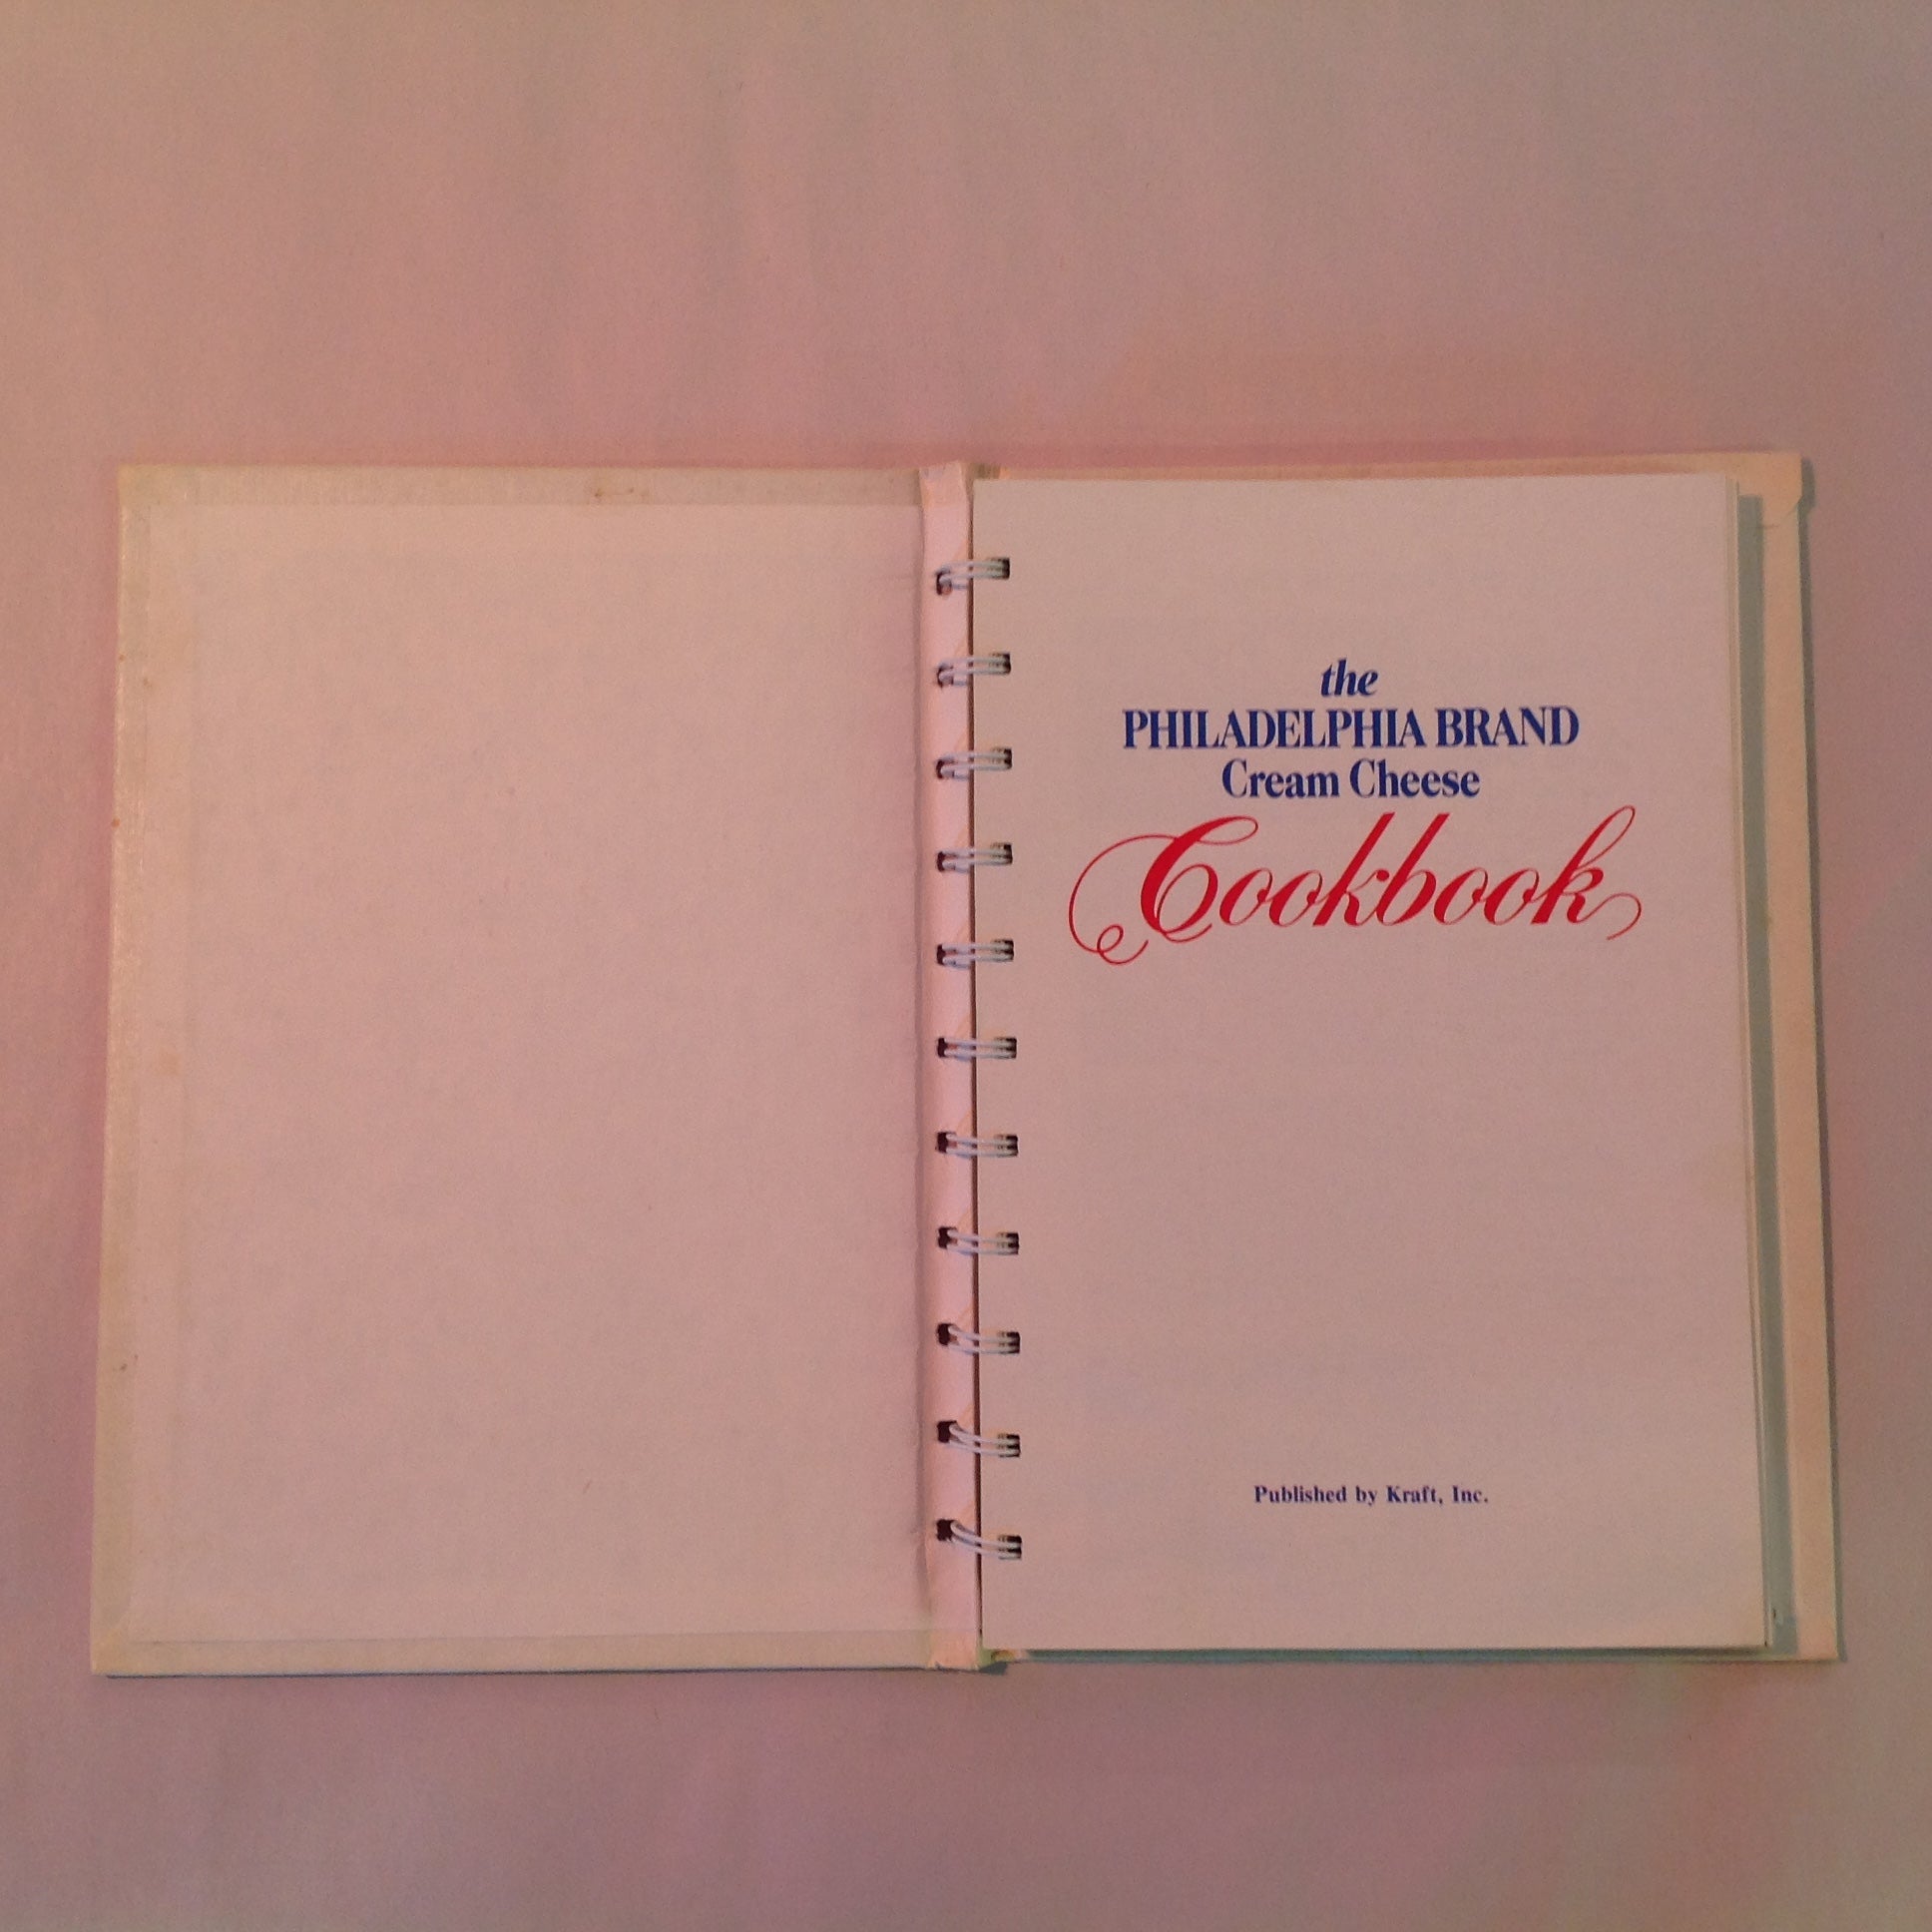 the
PHILADELPHIA BRAND
Cream Cheese
Cookbook
Published by Kraft, Inc.